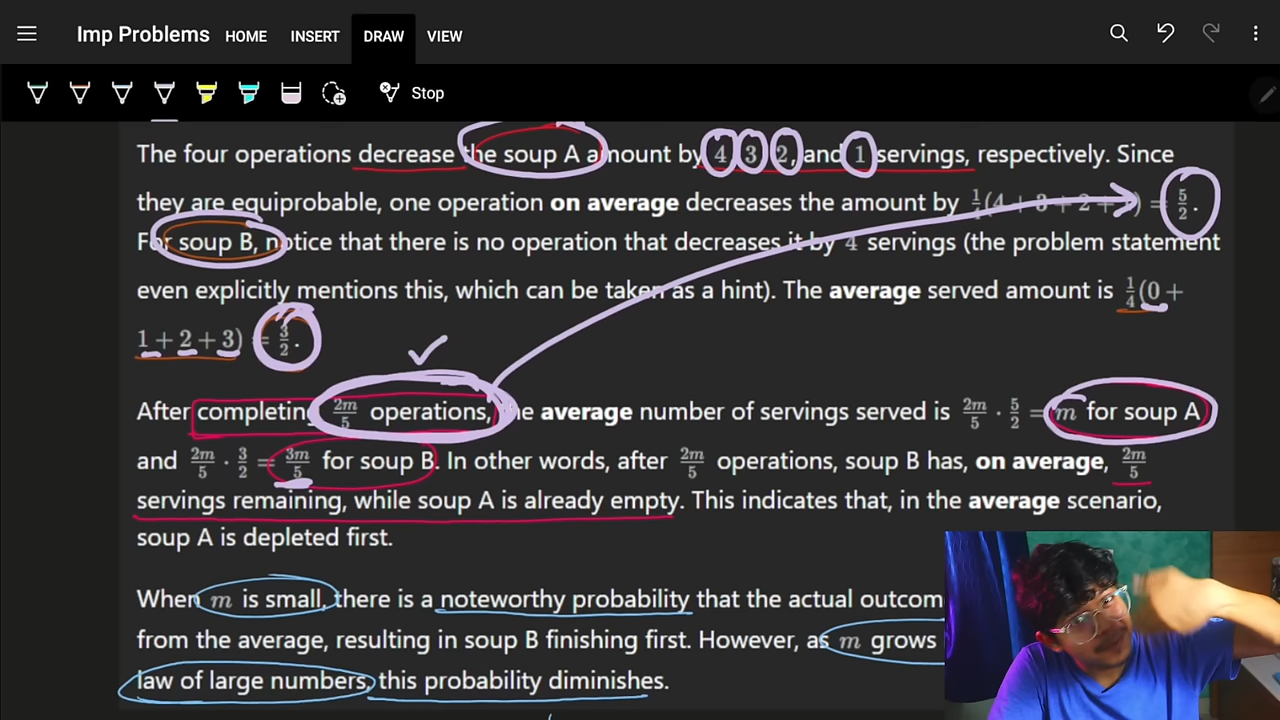 Imp Problems HOME INSERT DRAW VIEW
Stop
The four operations decrease the soup A amount by 4 3 2, and 1 servings, respectively. Since
they are equiprobable, one operation on average decreases the amount by 1/4(4 + 3 + 2 + ) = 5/2.
For soup B, notice that there is no operation that decreases it by 4 servings (the problem statement
even explicitly mentions this, which can be taken as a hint). The average served amount is 1/4(0 +
1 + 2 + 3) = 3/2.
After completing 2m/5 operations, the average number of servings served is 2m/5 · 5/2 = m for soup A
and 2m/5 · 3/2 = 3m/5 for soup B. In other words, after 2m/5 operations, soup B has, on average, 2m/5
servings remaining, while soup A is already empty. This indicates that, in the average scenario,
soup A is depleted first.
When m is small, there is a noteworthy probability that the actual
from the average, resulting in soup B finishing first. However, as m grows
law of large numbers, this probability diminishes.